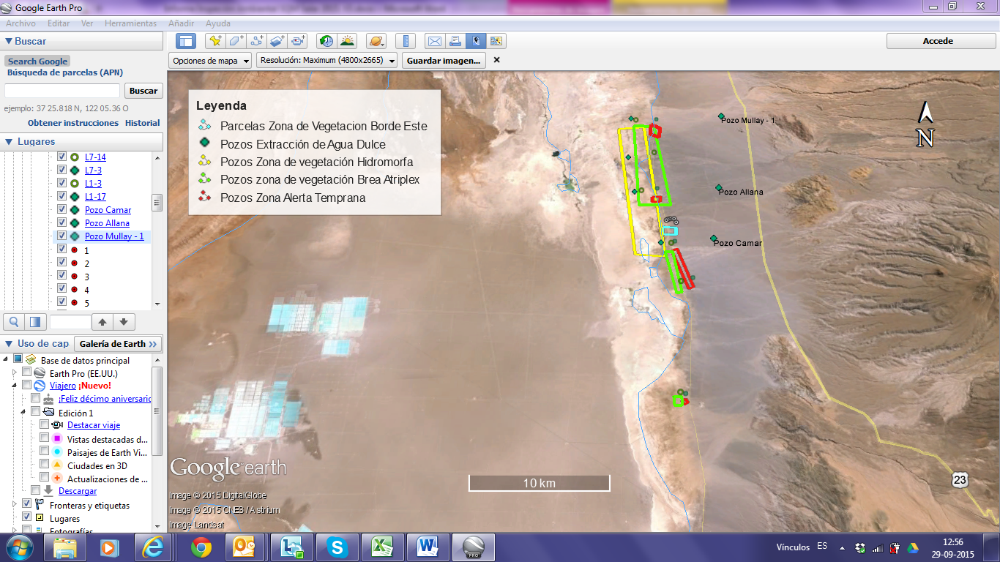 Google Earth Pro
Archivo Editar Ver Herramientas Añadir Ayuda
Buscar
Search Google
Búsqueda de parcelas (APN)
Buscar
ejemplo: 37 25.818 N, 122 05.36 O
Obtener instrucciones Historial
Lugares
L7-14
L7-3
L1-3
L1-17
Pozo Camar
Pozo Allana
Pozo Mullay - 1
1
2
3
4
5
Uso de cap
Galería de Earth >>
Base de datos principal
Earth Pro (EE.UU.)
Viajero ¡Nuevo!
¡Feliz décimo aniversario
Edición 1
Destacar viaje
Vistas destacadas d...
Paisajes de Earth Vi...
Ciudades en 3D
Actualizaciones de ...
Descargar
Fronteras y etiquetas
Lugares
Fotografías
Accede
Opciones de mapa
Resolución: Maximum (4800x2665)
Guardar imagen...
Leyenda
Parcelas Zona de Vegetacion Borde Este
Pozos Extracción de Agua Dulce
Pozos Zona de vegetación Hidromorfa
Pozos zona de vegetación Brea Atriplex
Pozos Zona Alerta Temprana
Pozo Mullay - 1
N
Pozo Allana
Pozo Camar
23
10 km
Google earth
Image © 2015 DigitalGlobe
Image © 2015 CNES / Astrium
Image Landsat
Vínculos ES
12:56
29-09-2015